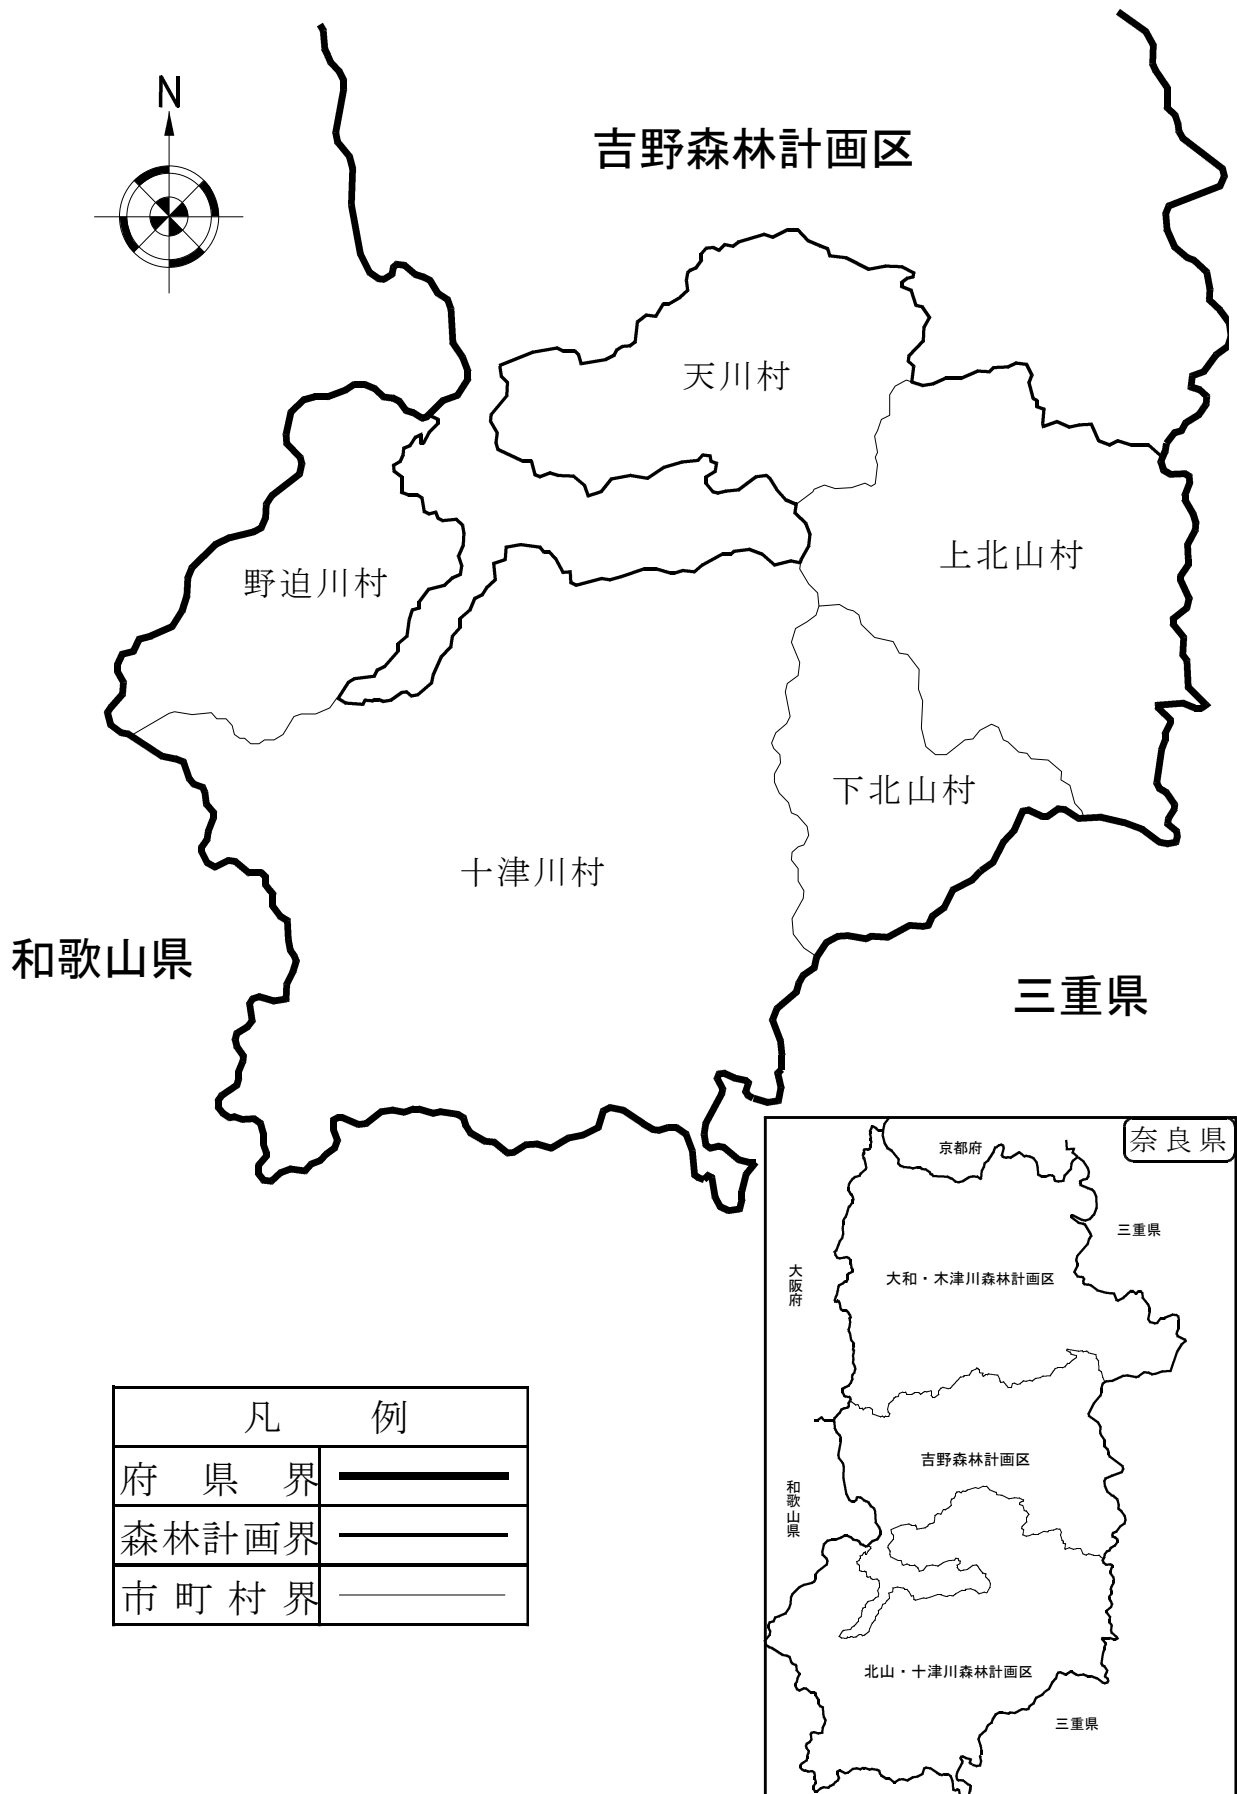 N
吉野森林計画区
天川村
上北山村
野迫川村
下北山村
十津川村
和歌山県
三重県
奈良県
京都府
三重県
大阪府
大和・木津川森林計画区
吉野森林計画区
和歌山県
北山・十津川森林計画区
三重県
凡 例
府 県 界
森林計画界
市 町 村 界